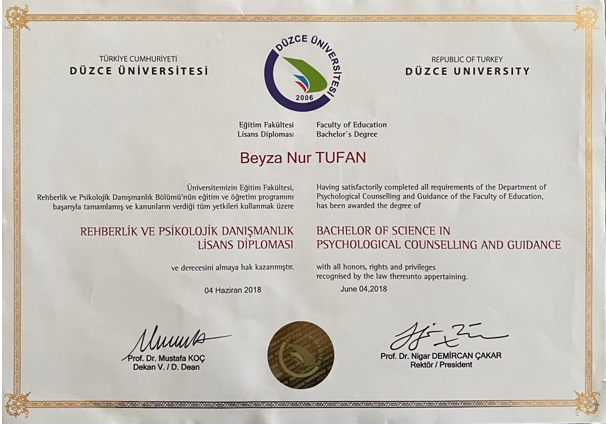 TÜRKİYE CUMHURİYETİ
DÜZCE ÜNİVERSİTESİ
DÜZCE ÜNİVERSİTESİ
2006
REPUBLIC OF TURKEY
DÜZCE UNIVERSITY
Eğitim Fakültesi
Lisans Diploması
Faculty of Education
Bachelor's Degree
Beyza Nur TUFAN
Üniversitemizin Eğitim Fakültesi,
Rehberlik ve Psikolojik Danışmanlık Bölümü'nün eğitim ve öğretim programını
başarıyla tamamlamış ve kanunların verdiği tüm yetkileri kullanmak üzere
REHBERLİK VE PSİKOLOJİK DANIŞMANLIK
LİSANS DİPLOMASI
ve derecesini almaya hak kazanmıştır.
04 Haziran 2018
Having satisfactorily completed all requirements of the Department of
Psychological Counselling and Guidance of the Faculty of Education,
has been awarded the degree of
BACHELOR OF SCIENCE IN
PSYCHOLOGICAL COUNSELLING AND GUIDANCE
with all honors, rights and privileges
recognised by the law thereunto appertaining.
June 04,2018
Prof. Dr. Mustafa KOÇ
Dekan V. / D. Dean
Prof. Dr. Nigar DEMİRCAN ÇAKAR
Rektör / President